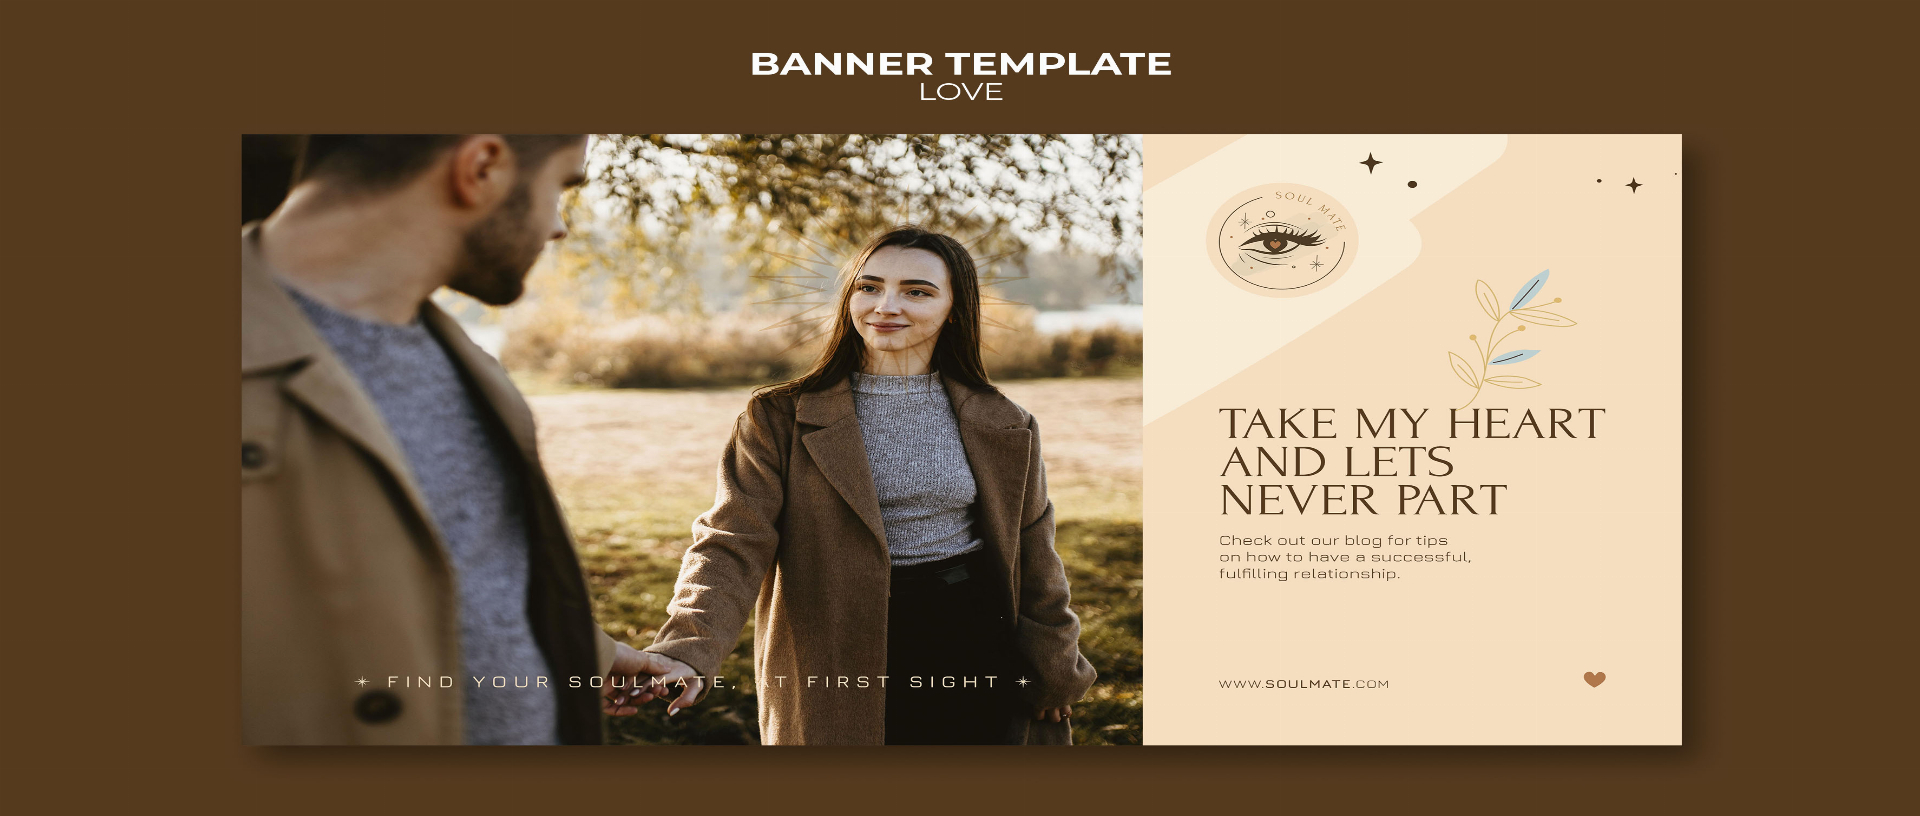 BANNER TEMPLATE
LOVE
SOUL MATE
TAKE MY HEART
AND LETS
NEVER PART
Check out our blog for tips
on how to have a successful,
fulfilling relationship.
FIND YOUR SOULMATE, AT FIRST SIGHT
WWW.SOULMATE.COM